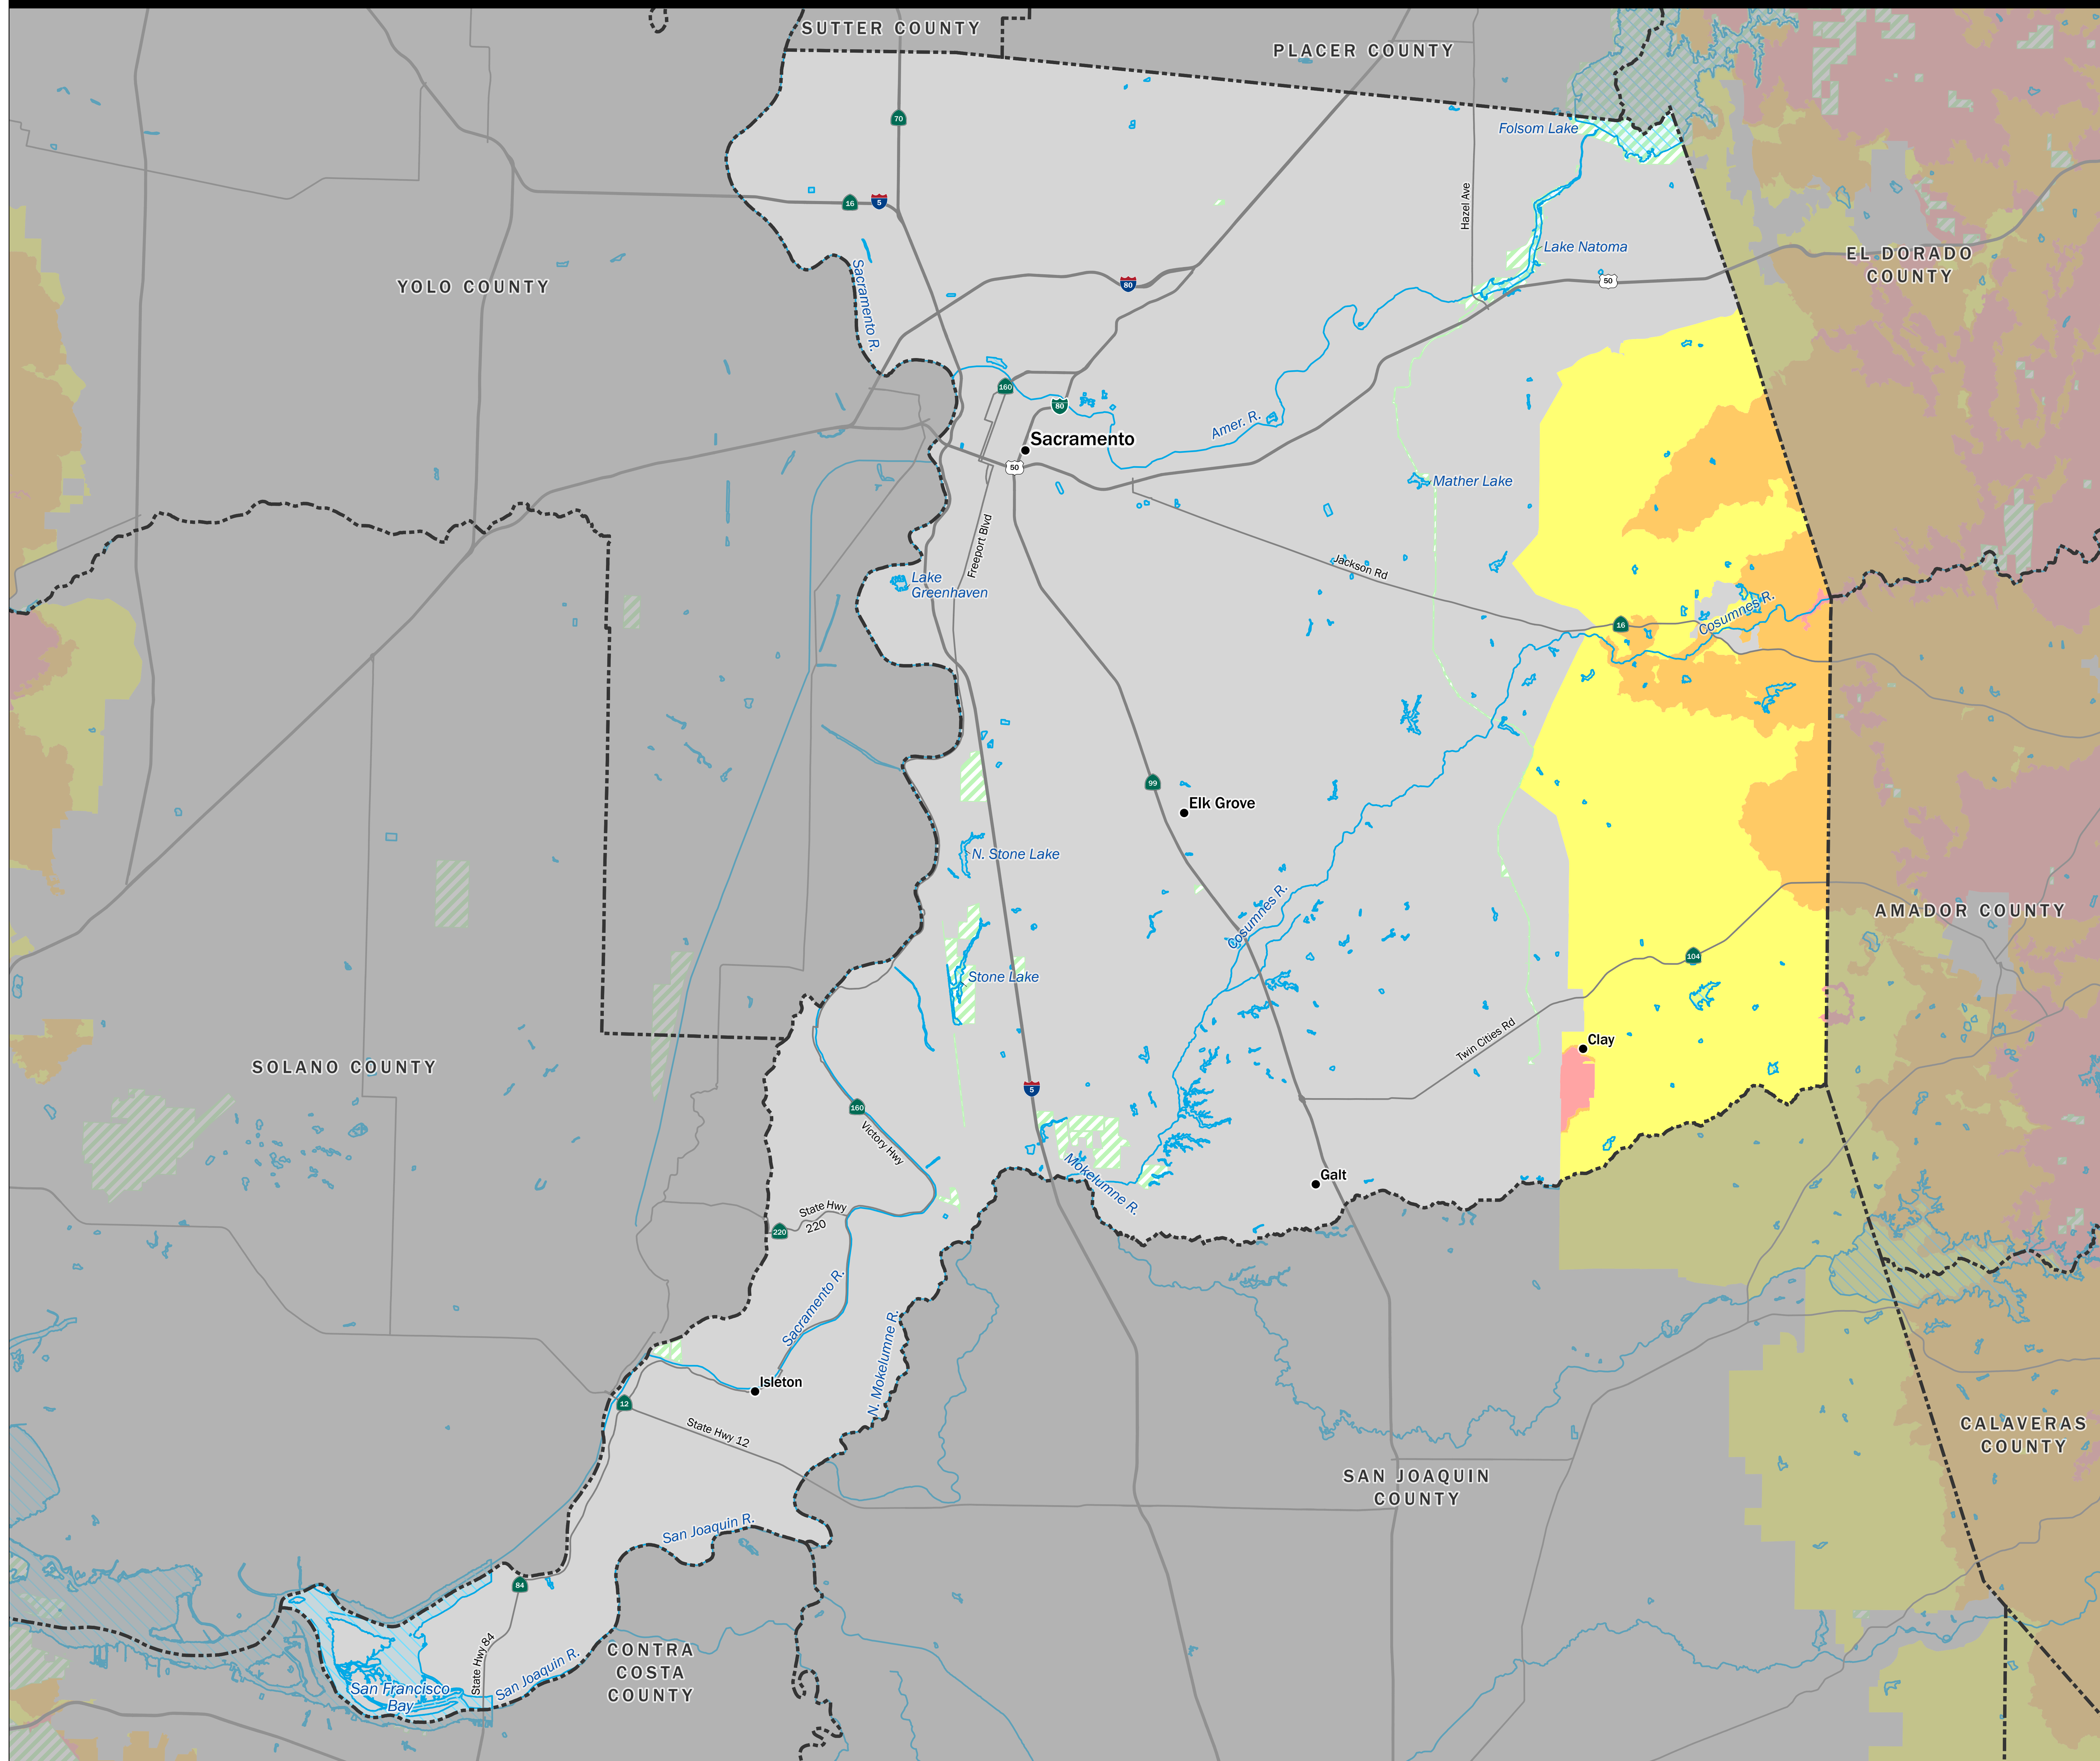 SUTTER COUNTY
PLACER COUNTY
70
Folsom Lake
Hazel Ave
16
5
Lake Natoma
EL DORADO
COUNTY
YOLO COUNTY
Sacramento R.
80
50
160
80
Amer. R.
Sacramento
50
Mather Lake
Freeport Blvd
Jackson Rd
Lake
Greenhaven
16
Cosumnes R.
99
Elk Grove
N. Stone Lake
Cosumnes R.
AMADOR COUNTY
104
Stone Lake
Twin Cities Rd
Clay
SOLANO COUNTY
5
160
Victory Hwy
Mokelumne R.
Galt
State Hwy
220
220
Sacramento R.
N. Mokelumne R.
Isleton
12
State Hwy 12
CALAVERAS
COUNTY
SAN JOAQUIN
COUNTY
San Joaquin R.
84
State Hwy 84
San Joaquin R.
CONTRA
COSTA
COUNTY
San Francisco
Bay